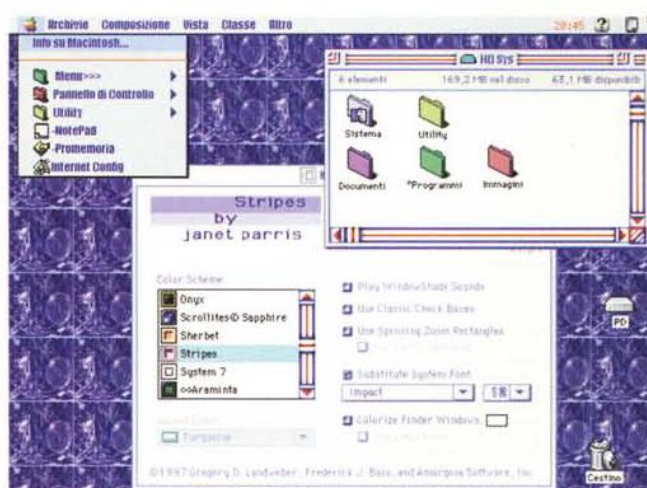 Archivio Composizione Vista Classe Altro 20:45
Info su Macintosh...
Menu>>>
Pannello di Controllo
Utility
-NotePad
-Promemoria
Internet Config
HD Sys
6 elementi 169,2 MB nel disco 63,1 MB disponibili
Sistema Utility
Documenti °Programmi Immagini
Stripes
by
janet parris
Color Scheme
Onyx
Scrollites© Sapphire
Sherbet
Stripes
System 7
∞Araminta
Turquoise
Play WindowShade Sounds
Use Classic Check Boxes
Use Spinning Zoom Rectangles
Substitute System Font
Impact
Colorize Finder Windows
©1997 Gregory D. Landweber, Frederick J. Bass, and Amargosa Software, Inc.
PD
Cestino